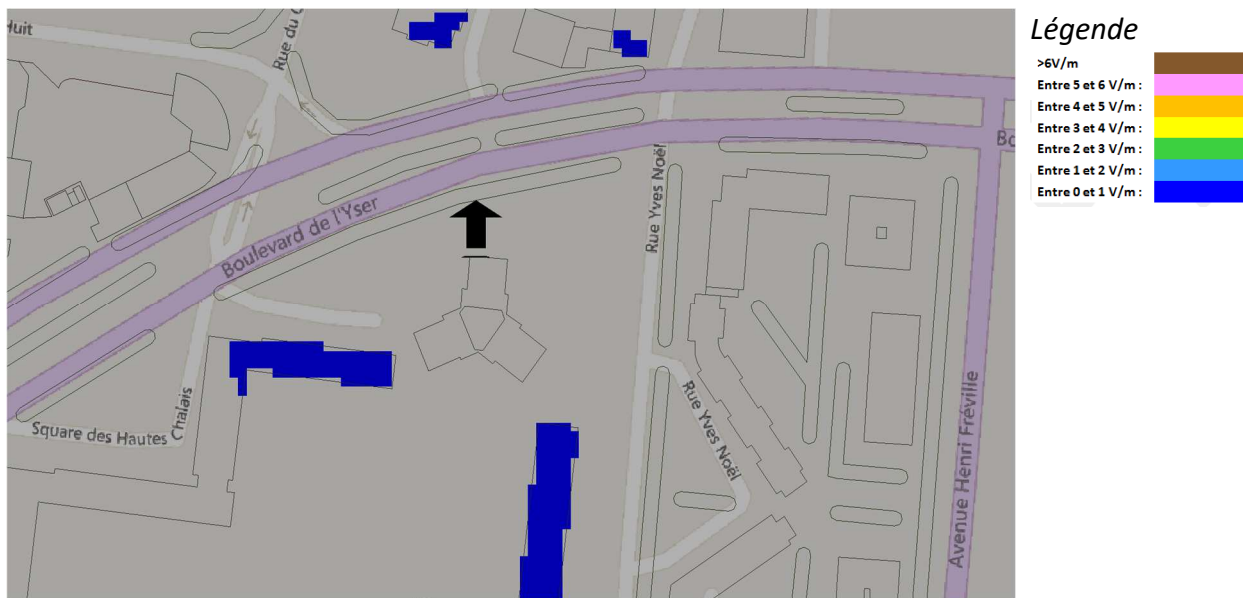 Huit
Rue du
Boulevard de l'Yser
Rue Yves Noël
Square des Hautes Chalais
Rue Yves Noël
Avenue Henri Fréville
Légende
>6V/m
Entre 5 et 6 V/m :
Entre 4 et 5 V/m :
Entre 3 et 4 V/m :
Entre 2 et 3 V/m :
Entre 1 et 2 V/m :
Entre 0 et 1 V/m :